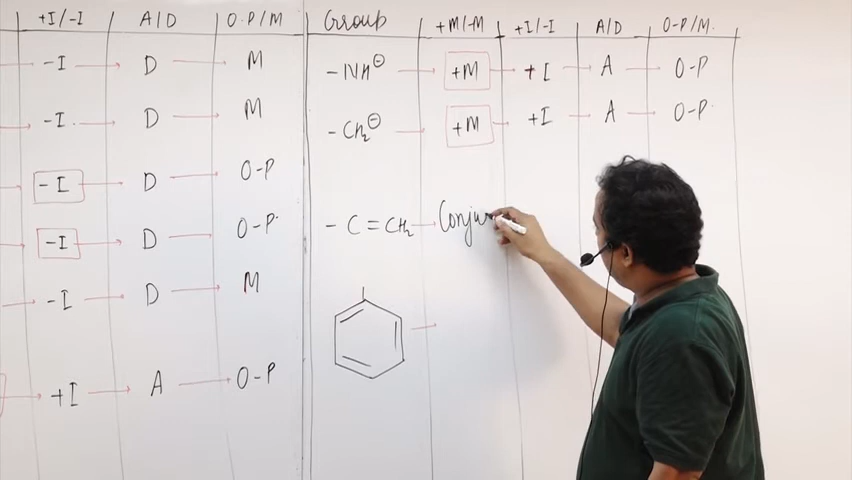 +I/-I A/D O-P/M
-I → D → M
-I → D → M
-I → D → O-P
-I → D → O-P
-I → D → M
+I → A → O-P
Group +M/-M +I/-I A/D O-P/M.
-NH⊖ → +M → +I → A → O-P
-CH₂⊖ → +M → +I → A → O-P
-C=CH₂ → Conju